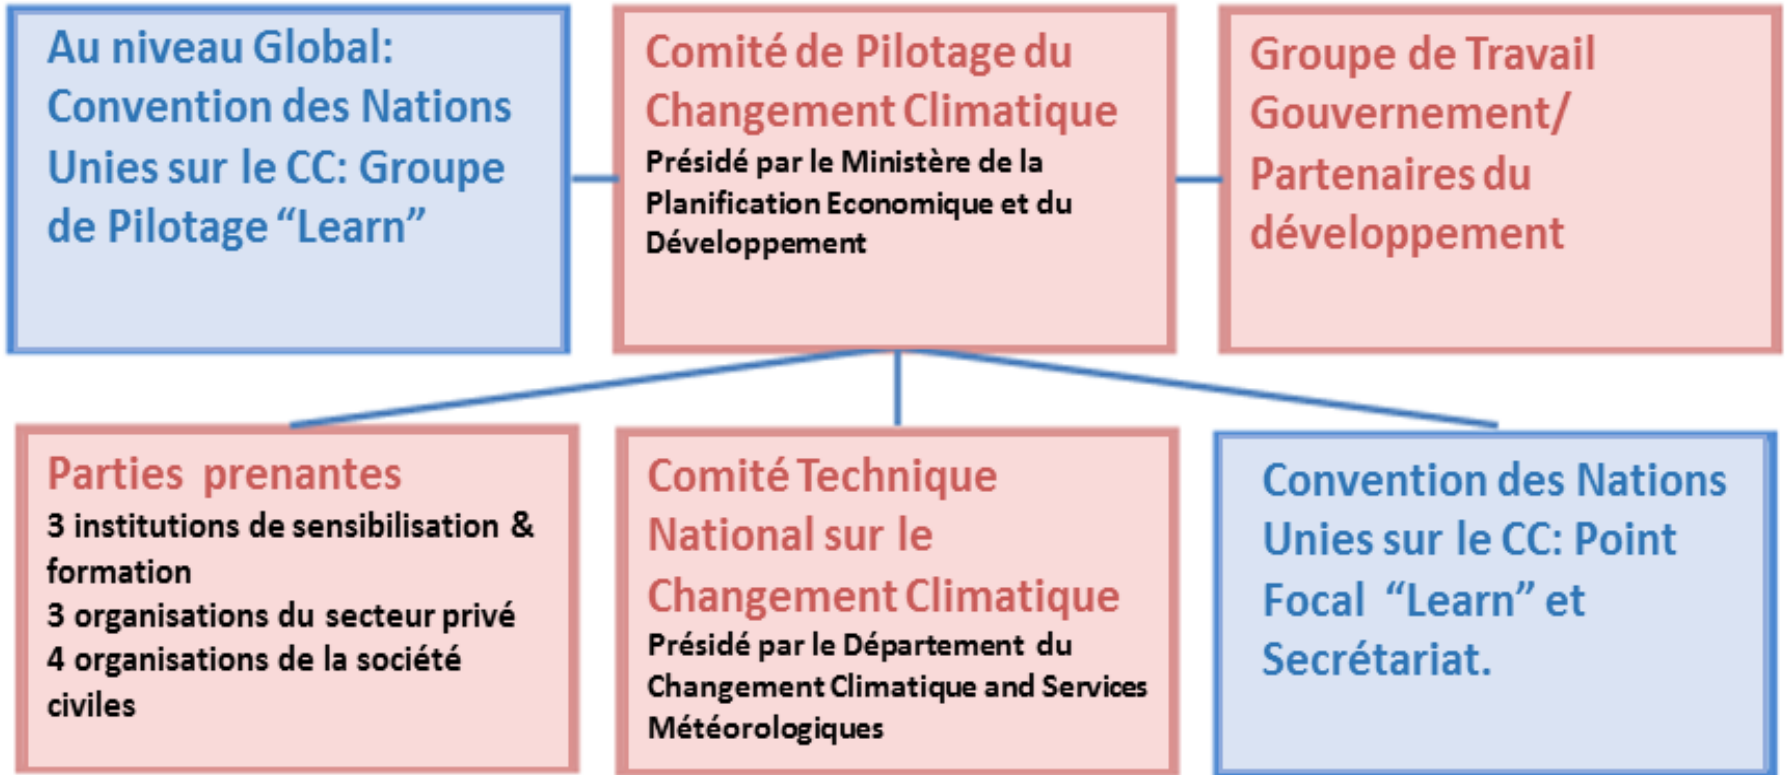 Au niveau Global:
Convention des Nations
Unies sur le CC: Groupe
de Pilotage “Learn”
Comité de Pilotage du
Changement Climatique
Présidé par le Ministère de la
Planification Economique et du
Développement
Groupe de Travail
Gouvernement/
Partenaires du
développement
Parties prenantes
3 institutions de sensibilisation &
formation
3 organisations du secteur privé
4 organisations de la société
civiles
Comité Technique
National sur le
Changement Climatique
Présidé par le Département du
Changement Climatique and Services
Météorologiques
Convention des Nations
Unies sur le CC: Point
Focal “Learn” et
Secrétariat.